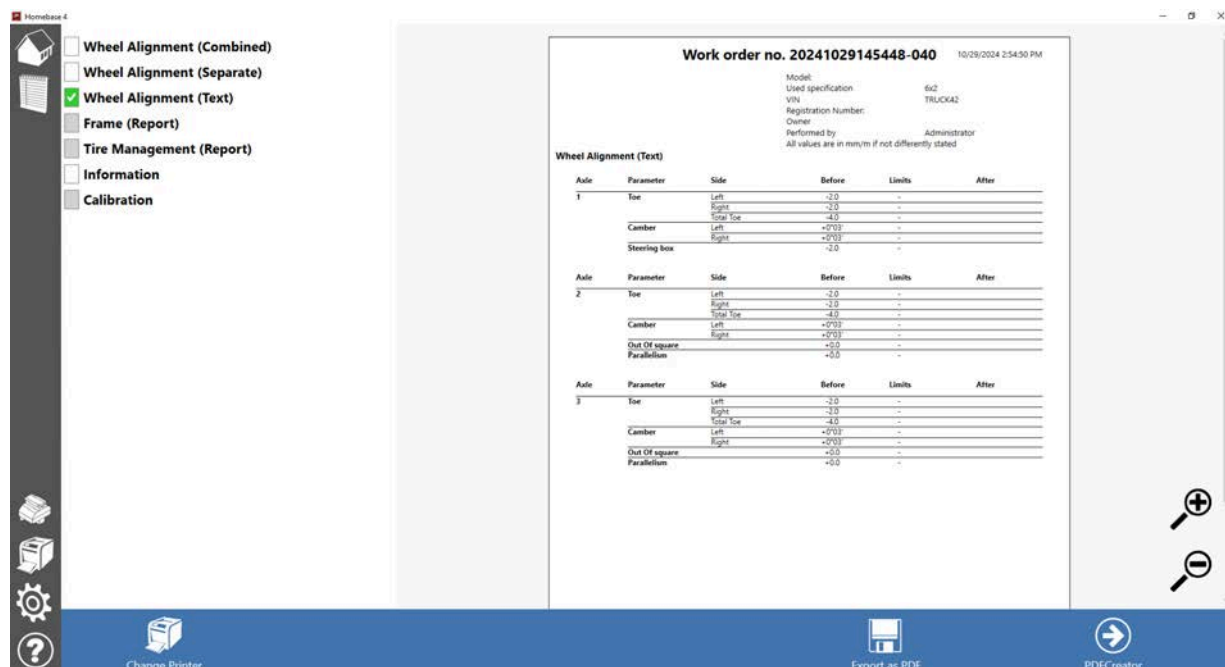 Homebase 4
Wheel Alignment (Combined)
Wheel Alignment (Separate)
Wheel Alignment (Text)
Frame (Report)
Tire Management (Report)
Information
Calibration
Work order no. 20241029145448-040 10/29/2024 2:54:50 PM
Model:
Used specification 6x2
VIN TRUCK42
Registration Number:
Owner
Performed by Administrator
All values are in mm/m if not differently stated
Wheel Alignment (Text)
Axle Parameter Side Before Limits After
1 Toe Left -2.0 -
Right -2.0 -
Total Toe -4.0 -
Camber Left +0°03' -
Right +0°03' -
Steering box -2.0 -
Axle Parameter Side Before Limits After
2 Toe Left -2.0 -
Right -2.0 -
Total Toe -4.0 -
Camber Left +0°03' -
Right +0°03' -
Out Of square +0.0 -
Parallelism +0.0 -
Axle Parameter Side Before Limits After
3 Toe Left -2.0 -
Right -2.0 -
Total Toe -4.0 -
Camber Left +0°03' -
Right +0°03' -
Out Of square +0.0 -
Parallelism +0.0 -
Change Printer Export as PDF PDFCreator